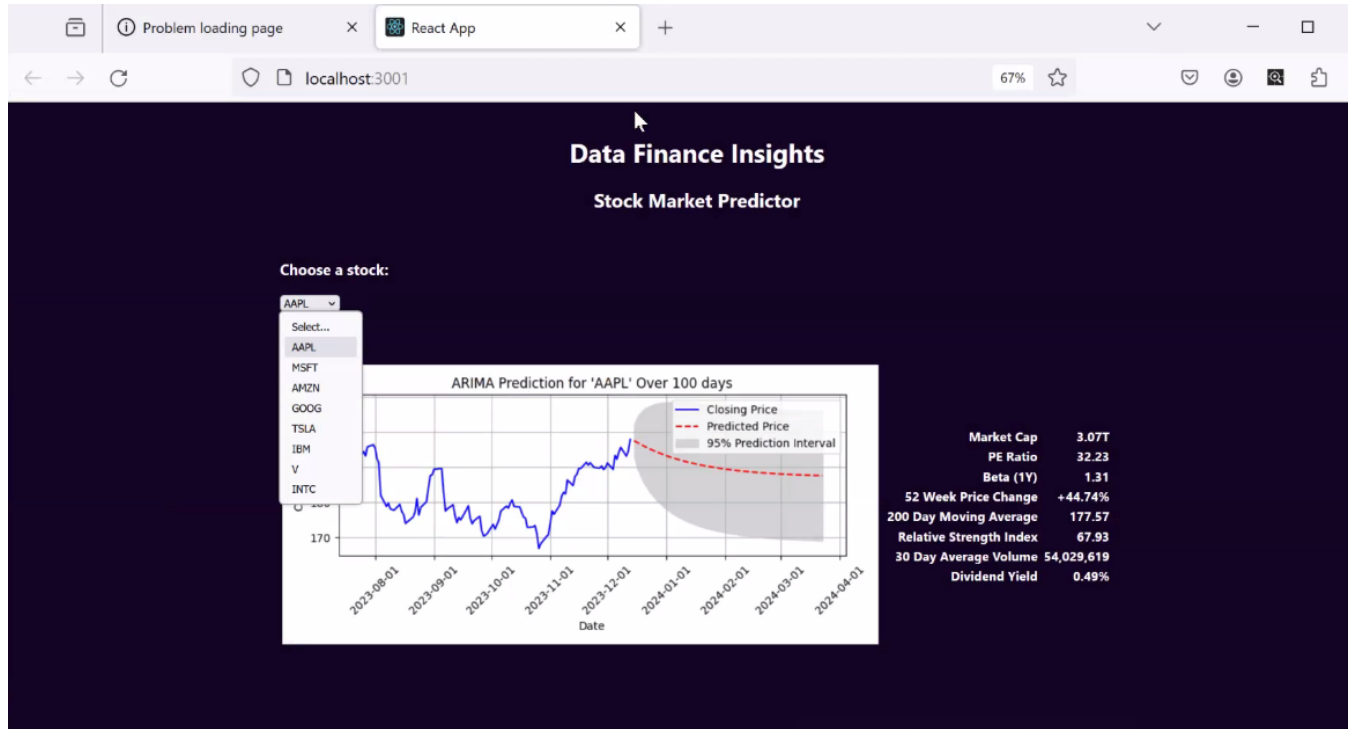 Problem loading page
React App
localhost:3001
67%
Data Finance Insights
Stock Market Predictor
Choose a stock:
AAPL
Select...
AAPL
MSFT
AMZN
GOOG
TSLA
IBM
V
INTC
ARIMA Prediction for 'AAPL' Over 100 days
Closing Price
Predicted Price
95% Prediction Interval
170
2023-08-01
2023-09-01
2023-10-01
2023-11-01
2023-12-01
2024-01-01
2024-02-01
2024-03-01
2024-04-01
Date
Market Cap 3.07T
PE Ratio 32.23
Beta (1Y) 1.31
52 Week Price Change +44.74%
200 Day Moving Average 177.57
Relative Strength Index 67.93
30 Day Average Volume 54,029,619
Dividend Yield 0.49%